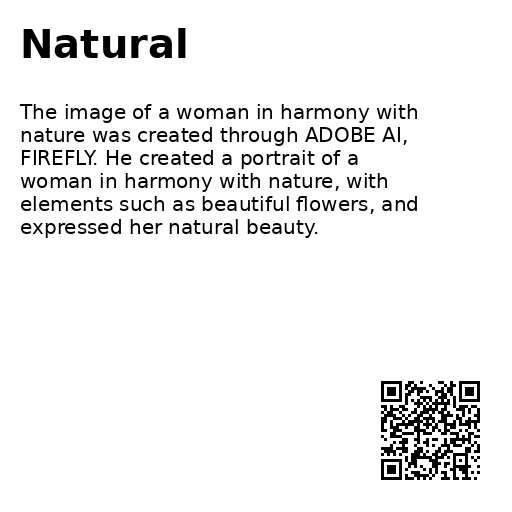 Natural
The image of a woman in harmony with
nature was created through ADOBE AI,
FIREFLY. He created a portrait of a
woman in harmony with nature, with
elements such as beautiful flowers, and
expressed her natural beauty.